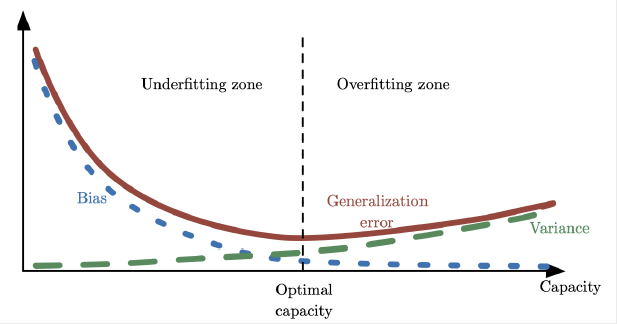 Underfitting zone
Overfitting zone
Bias
Generalization
error
Variance
Optimal
capacity
Capacity